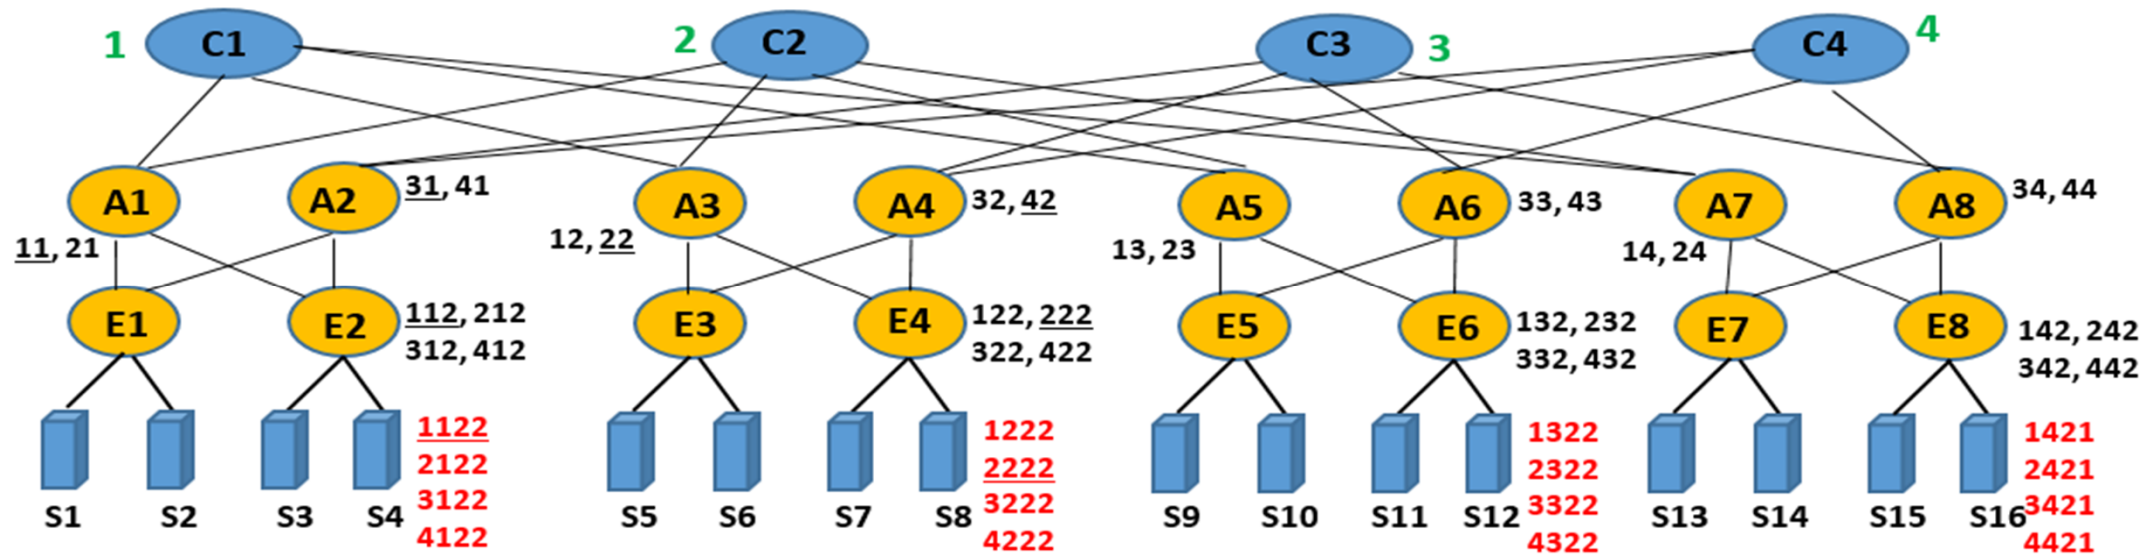 1 C1 2 C2 C3 3 C4 4
A1 A2 31, 41 A3 A4 32, 42 A5 A6 33, 43 A7 A8 34, 44
11, 21 12, 22 13, 23 14, 24
E1 E2 112, 212 E3 E4 122, 222 E5 E6 132, 232 E7 E8 142, 242
312, 412 322, 422 332, 432 342, 442
1122 1222 1322 1421
2122 2222 2322 2421
3122 3222 3322 3421
S1 S2 S3 S4 S5 S6 S7 S8 S9 S10 S11 S12 S13 S14 S15 S16
4122 4222 4322 4421